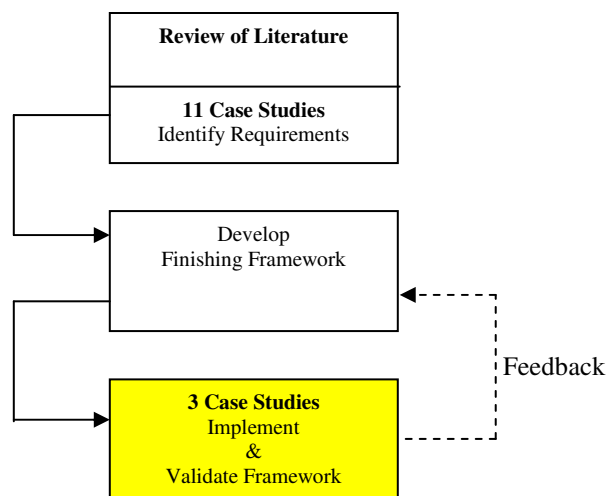 Review of Literature
11 Case Studies
Identify Requirements
Develop
Finishing Framework
Feedback
3 Case Studies
Implement
&
Validate Framework